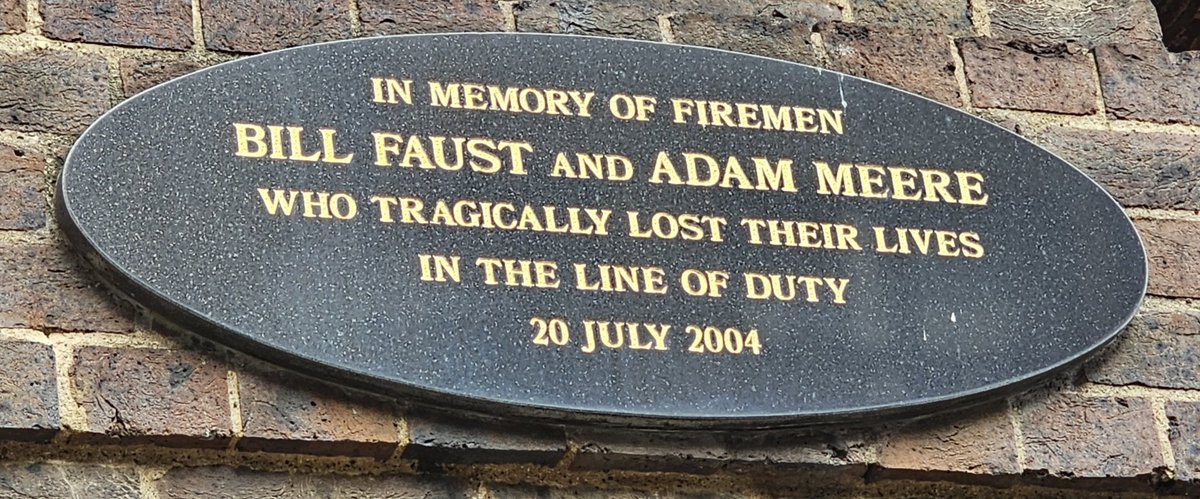 IN MEMORY OF FIREMEN
BILL FAUST AND ADAM MEERE
WHO TRAGICALLY LOST THEIR LIVES
IN THE LINE OF DUTY
20 JULY 2004